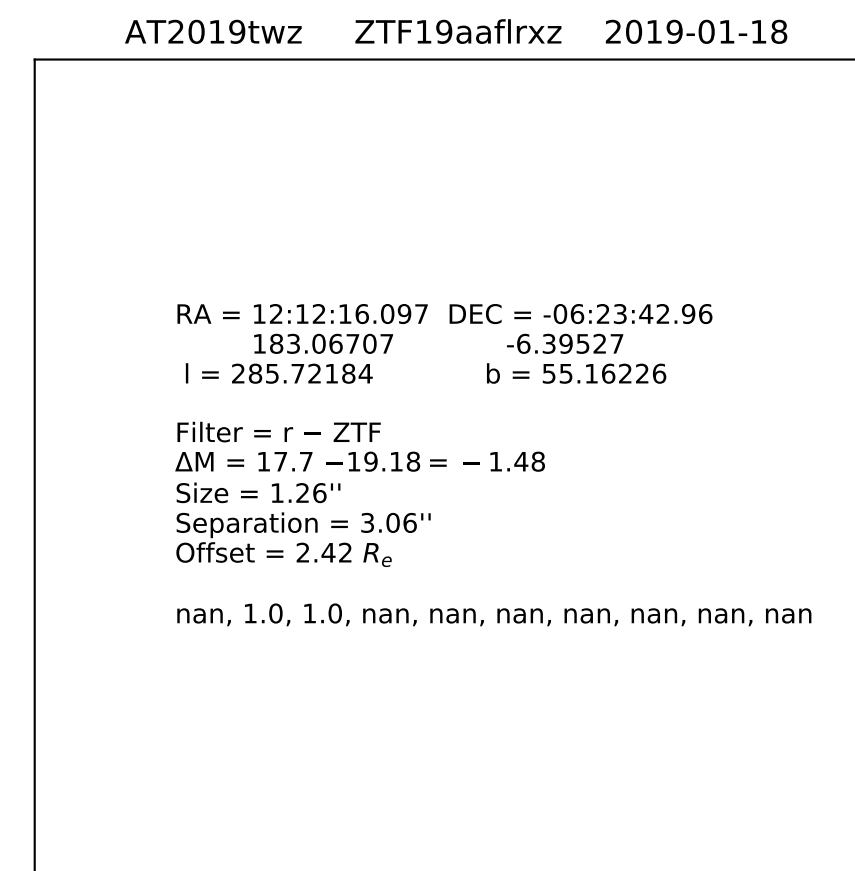 AT2019twz ZTF19aaflrxz 2019-01-18
RA = 12:12:16.097 DEC = -06:23:42.96
183.06707 -6.39527
l = 285.72184 b = 55.16226
Filter = r − ZTF
ΔM = 17.7 −19.18 = − 1.48
Size = 1.26''
Separation = 3.06''
Offset = 2.42 Re
nan, 1.0, 1.0, nan, nan, nan, nan, nan, nan, nan